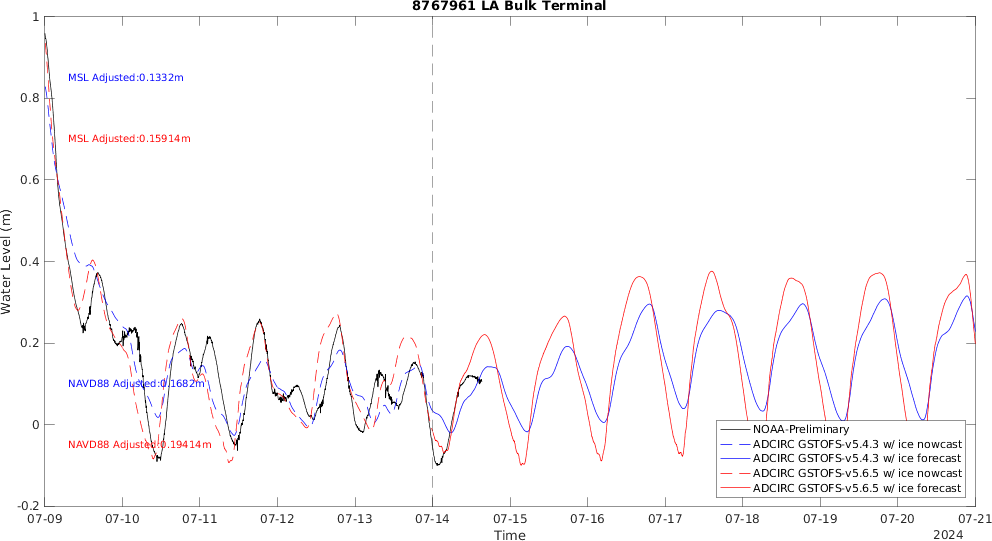 8767961 LA Bulk Terminal
1
MSL Adjusted:0.1332m
0.8
MSL Adjusted:0.15914m
0.6
Water Level (m)
0.4
0.2
NAVD88 Adjusted:0.1682m
0
NAVD88 Adjusted:0.19414m
NOAA-Preliminary
ADCIRC GSTOFS-v5.4.3 w/ ice nowcast
ADCIRC GSTOFS-v5.4.3 w/ ice forecast
ADCIRC GSTOFS-v5.6.5 w/ ice nowcast
ADCIRC GSTOFS-v5.6.5 w/ ice forecast
-0.2
07-09 07-10 07-11 07-12 07-13 07-14 07-15 07-16 07-17 07-18 07-19 07-20 07-21
Time
2024